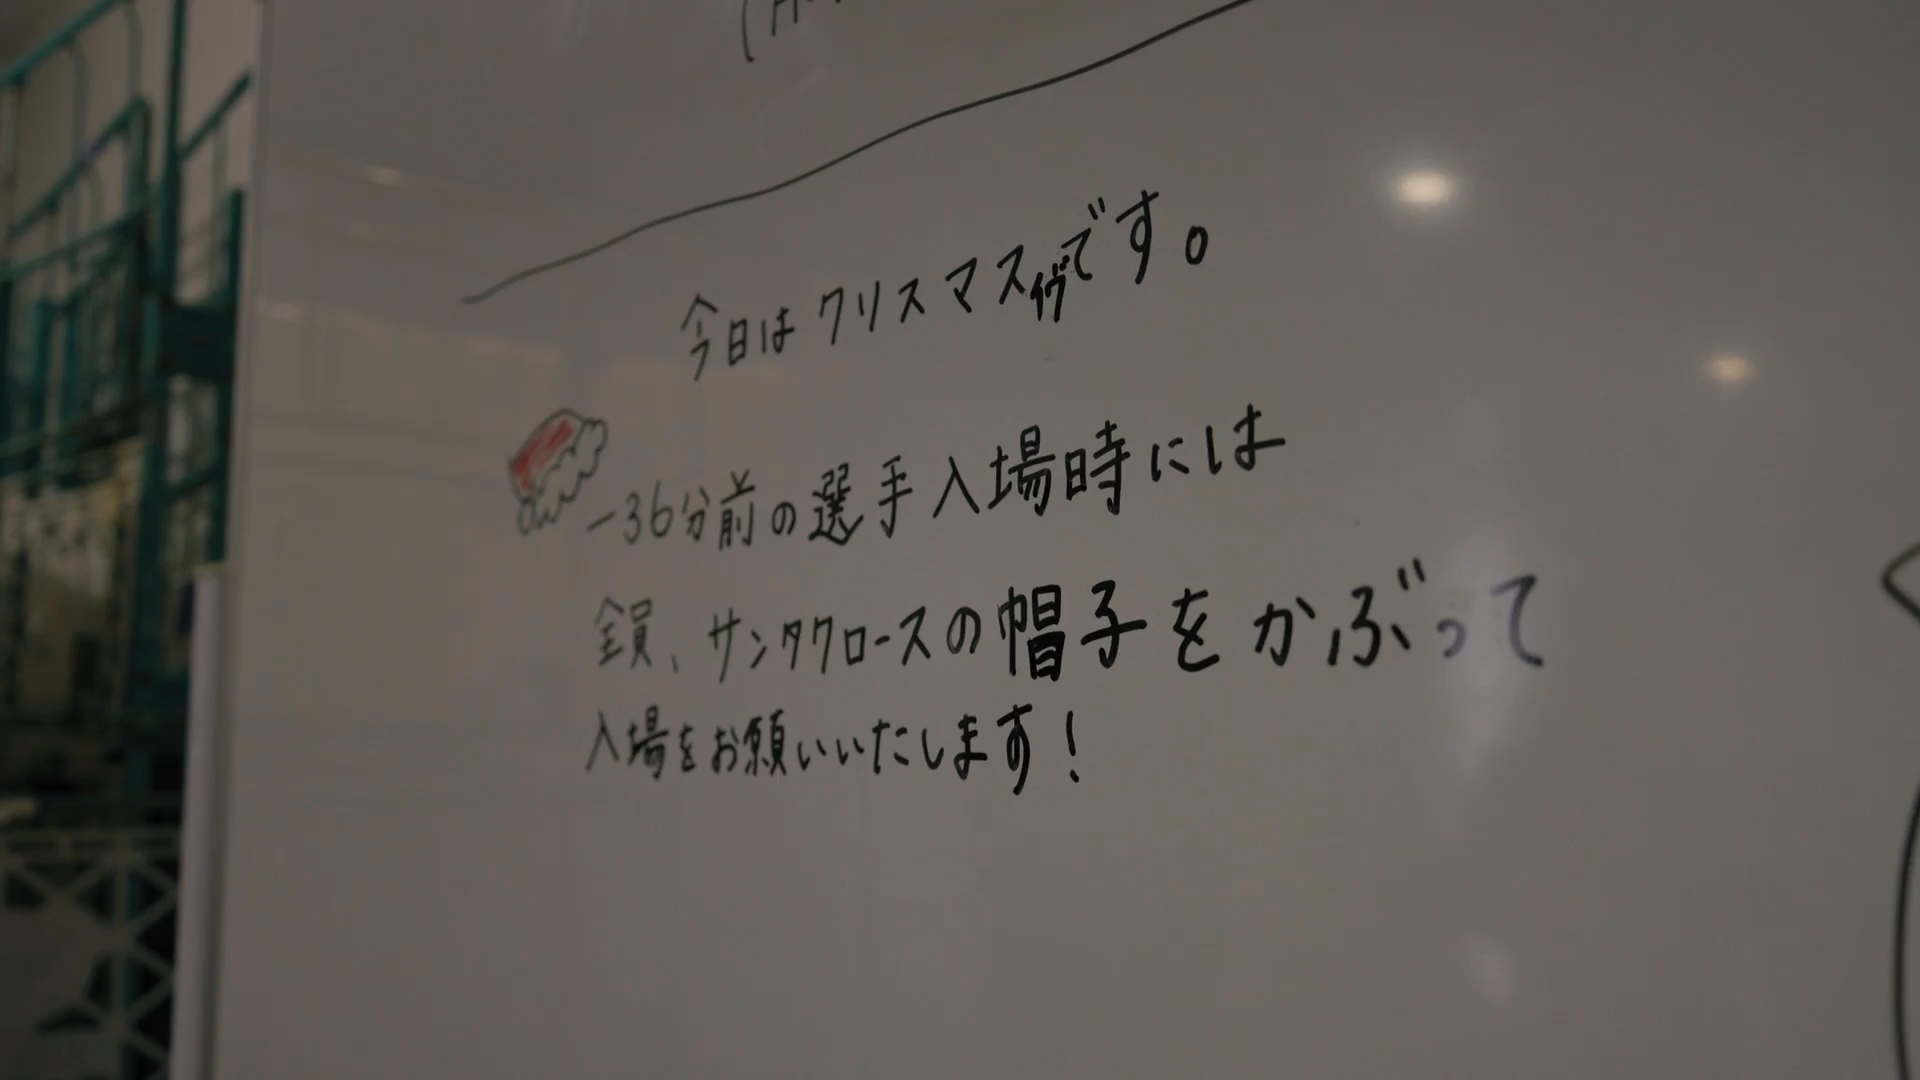 今日はクリスマスイヴです。
-36分前の選手入場時には
全員、サンタクロースの帽子をかぶって
入場をお願いいたします!